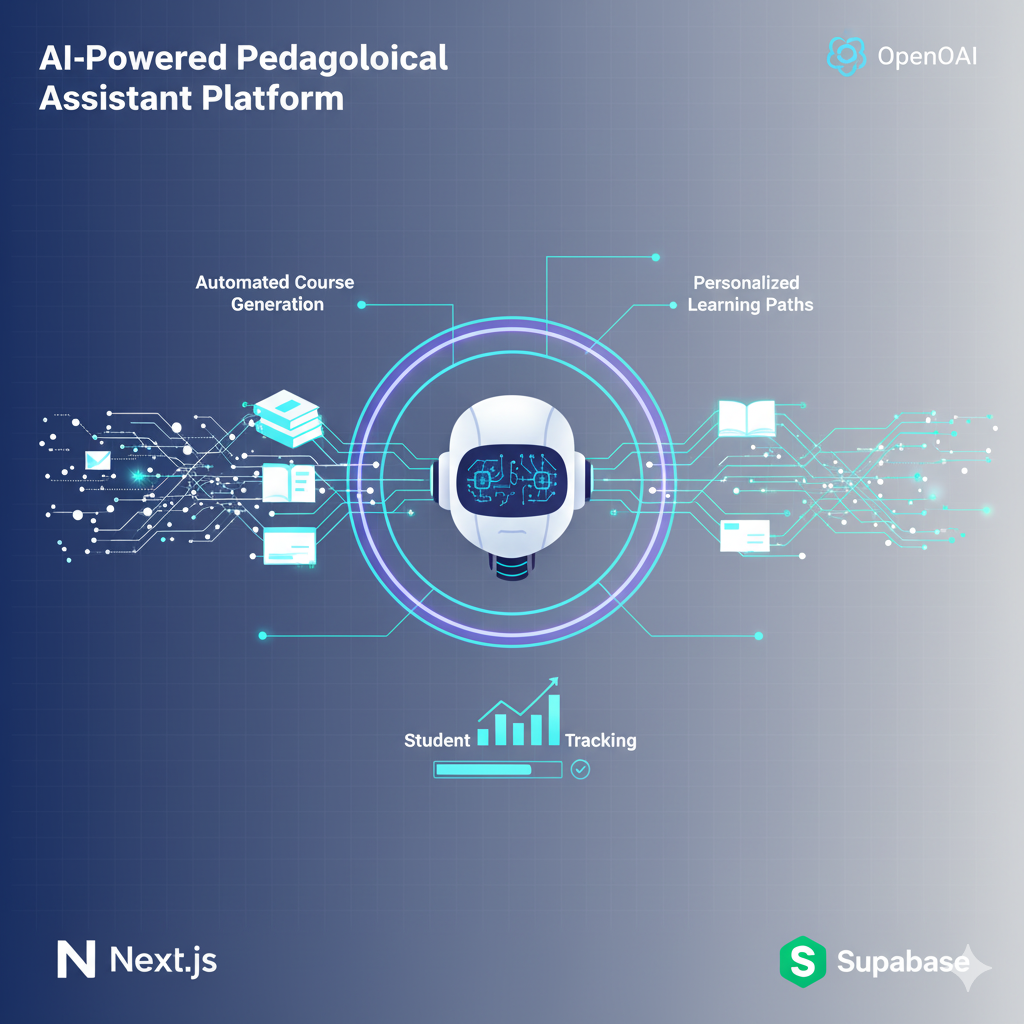 AI-Powered Pedagoloical
Assistant Platform
OpenOAI
Automated Course
Generation
Personalized
Learning Paths
Student Tracking
N Next.js
S Supabase